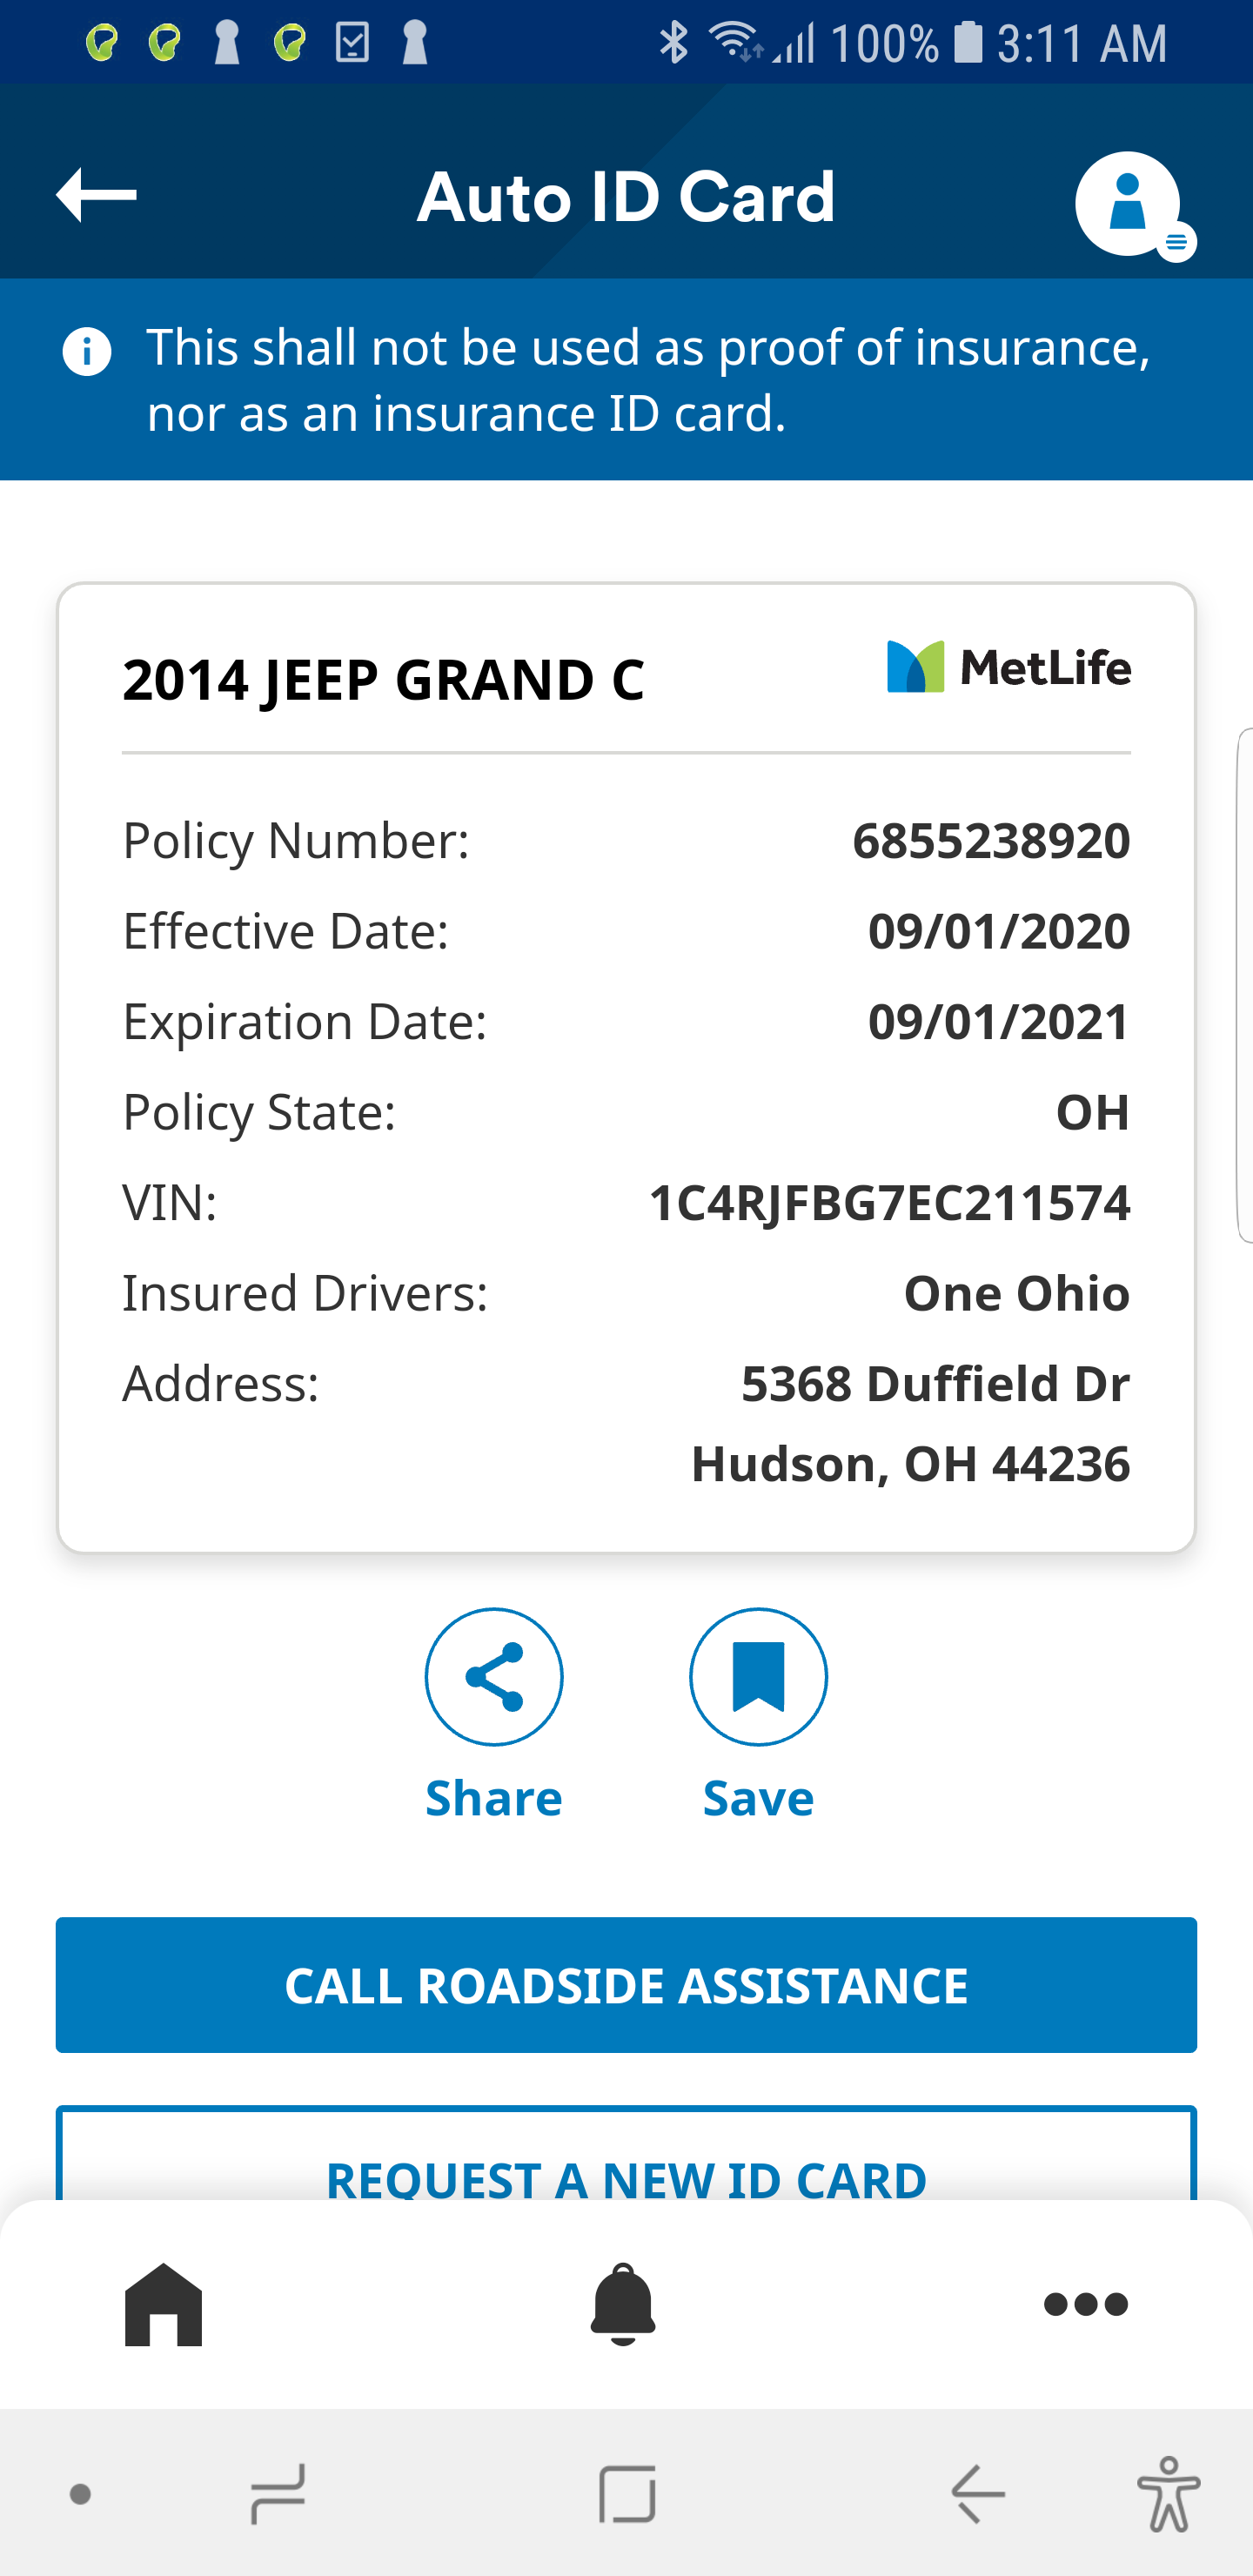 100% 3:11 AM
Auto ID Card
This shall not be used as proof of insurance,
nor as an insurance ID card.
2014 JEEP GRAND C
MetLife
Policy Number: 6855238920
Effective Date: 09/01/2020
Expiration Date: 09/01/2021
Policy State: OH
VIN: 1C4RJFBG7EC211574
Insured Drivers: One Ohio
Address: 5368 Duffield Dr
Hudson, OH 44236
Share Save
CALL ROADSIDE ASSISTANCE
REQUEST A NEW ID CARD